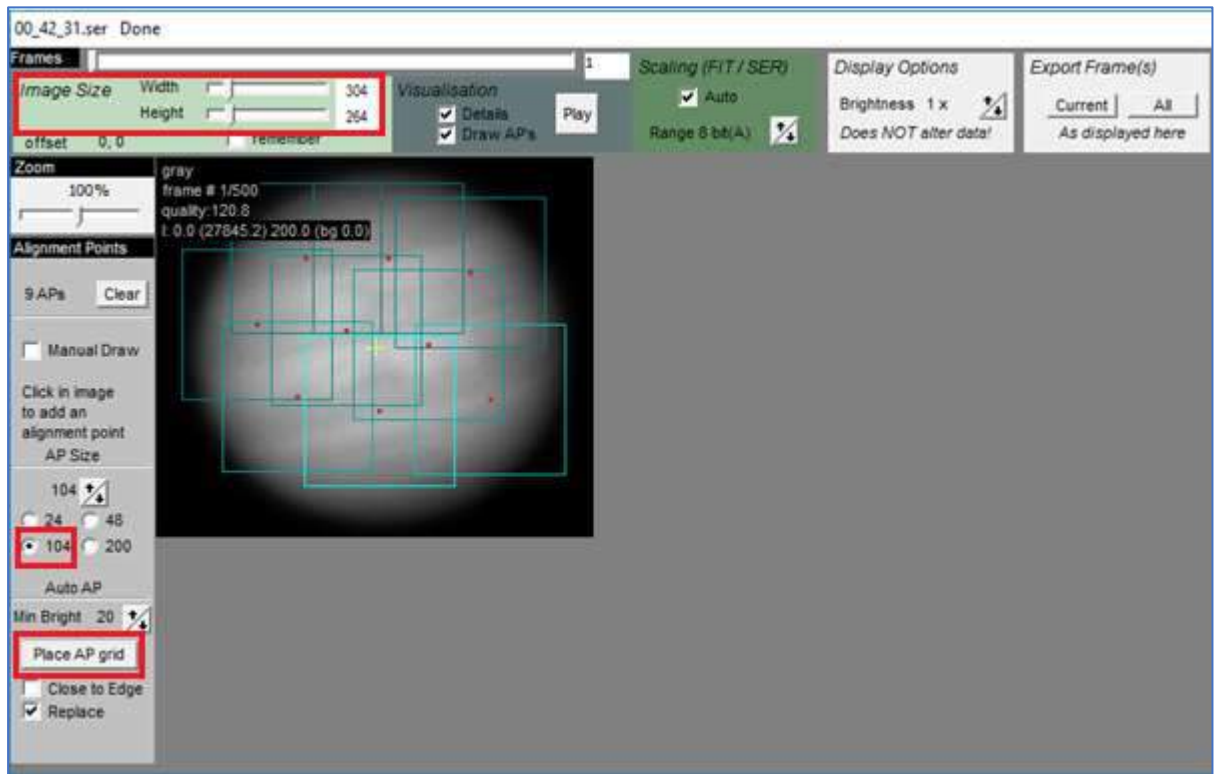 00_42_31.ser Done
Frames
1
Image Size Width 304
Height 264
offset 0, 0 remember
Visualisation
Details
Draw AP's
Play
Scaling (FIT / SER)
Auto
Range 8 bit(A)
Display Options
Brightness 1 x
Does NOT alter data!
Export Frame(s)
Current All
As displayed here
Zoom
100%
gray
frame # 1/500
quality:120.8
l: 0.0 (27845.2) 200.0 (bg 0.0)
Alignment Points
9 APs Clear
Manual Draw
Click in image
to add an
alignment point
AP Size
104
24 48
104 200
Auto AP
Min Bright 20
Place AP grid
Close to Edge
Replace